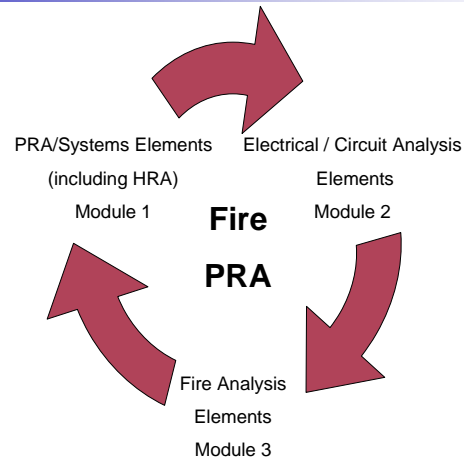 PRA/Systems Elements
(including HRA)
Module 1
Electrical / Circuit Analysis
Elements
Module 2
Fire
PRA
Fire Analysis
Elements
Module 3